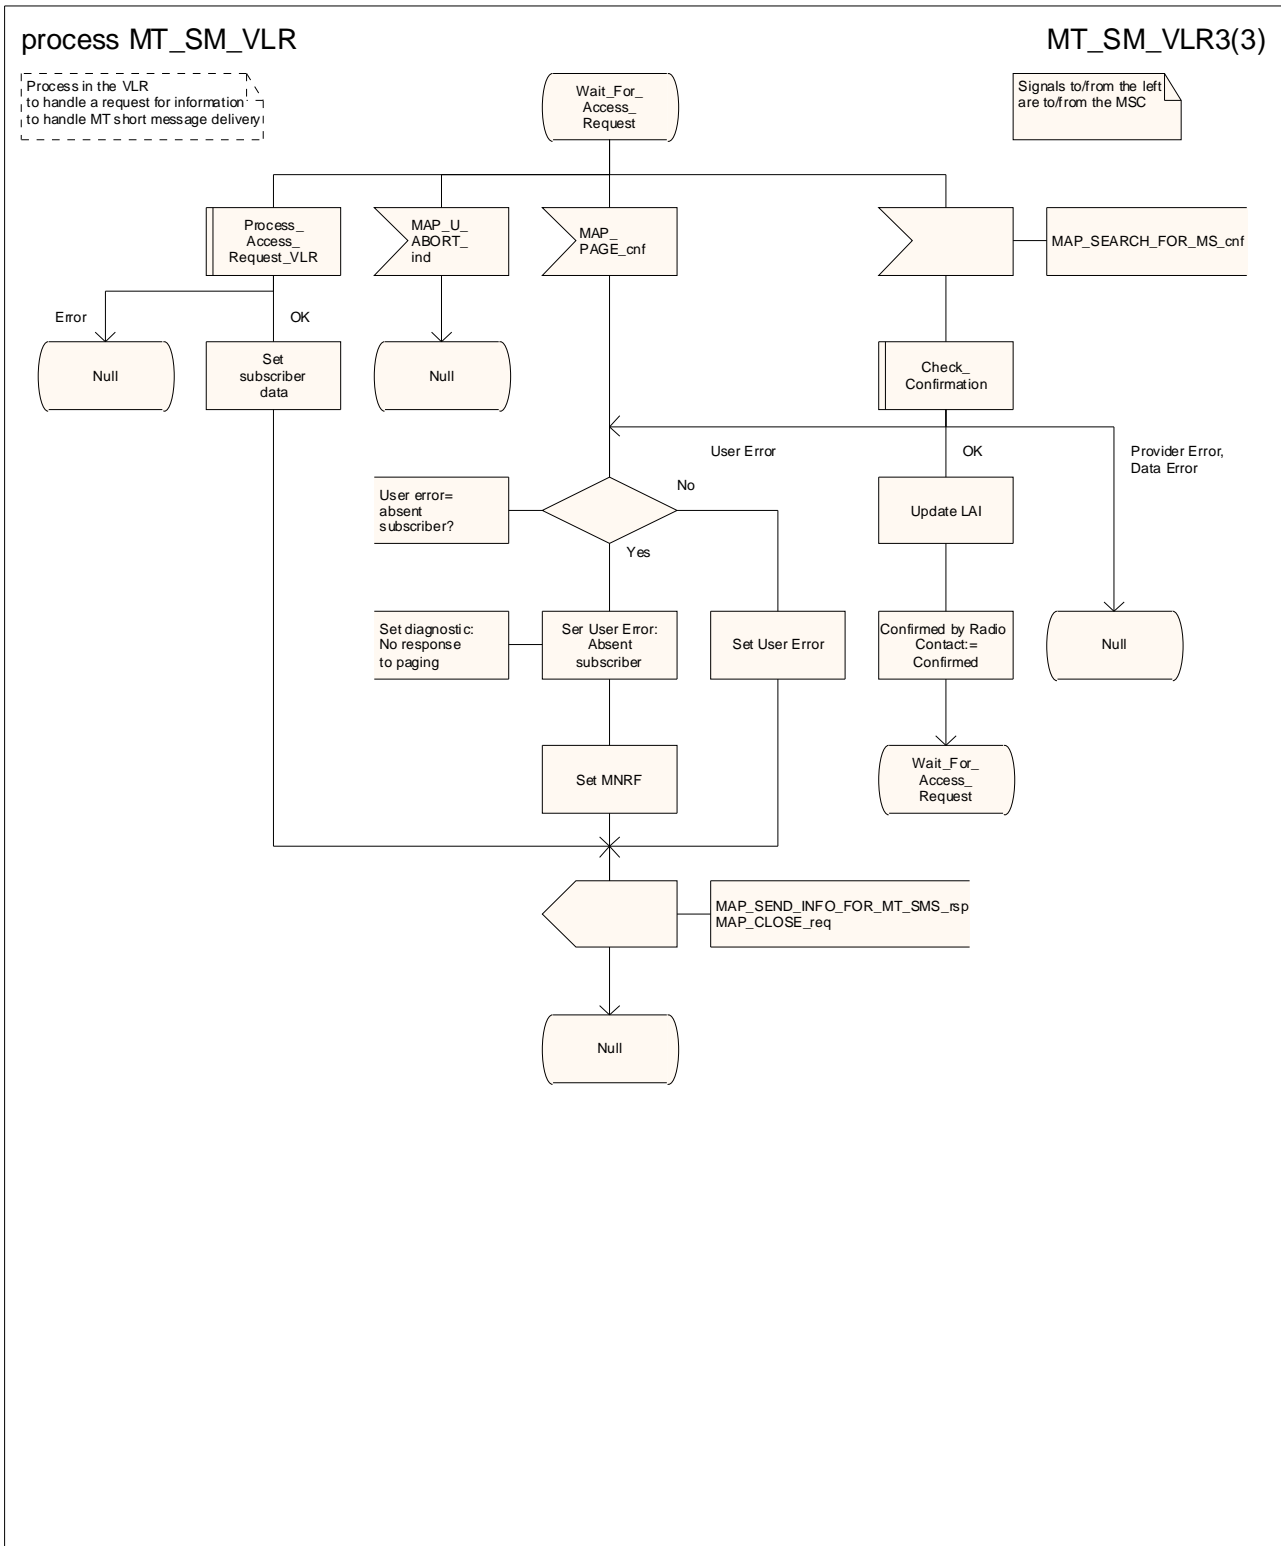 process MT_SM_VLR
MT_SM_VLR3(3)
Process in the VLR
to handle a request for information
to handle MT short message delivery
Wait_For_
Access_
Request
Signals to/from the left
are to/from the MSC
Process_
Access_
Request_VLR
MAP_U_
ABORT_
ind
MAP_
PAGE_cnf
MAP_SEARCH_FOR_MS_cnf
Error
OK
Null
Set
subscriber
data
Null
Check_
Confirmation
User Error
OK
Provider Error,
Data Error
User error=
absent
subscriber?
No
Yes
Update LAI
Set diagnostic:
No response
to paging
Ser User Error:
Absent
subscriber
Set User Error
Confirmed by Radio
Contact:=
Confirmed
Null
Set MNRF
Wait_For_
Access_
Request
MAP_SEND_INFO_FOR_MT_SMS_rsp
MAP_CLOSE_req
Null